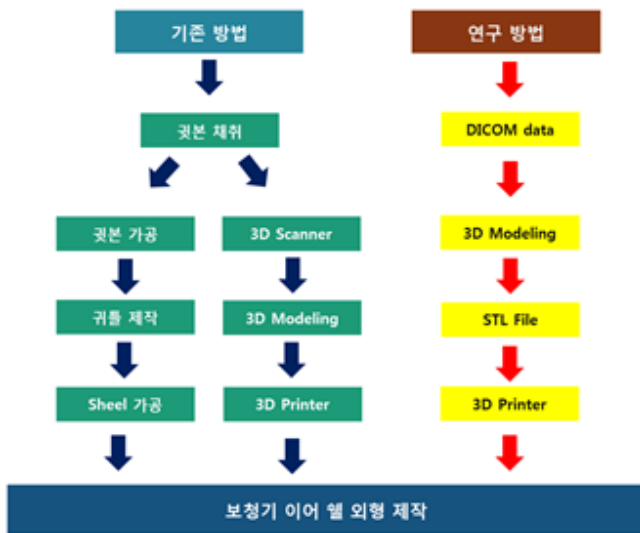 기존 방법
연구 방법
귓본 채취
DICOM data
귓본 가공
3D Scanner
3D Modeling
귀틀 제작
3D Modeling
STL File
Sheel 가공
3D Printer
3D Printer
보청기 이어 쉘 외형 제작